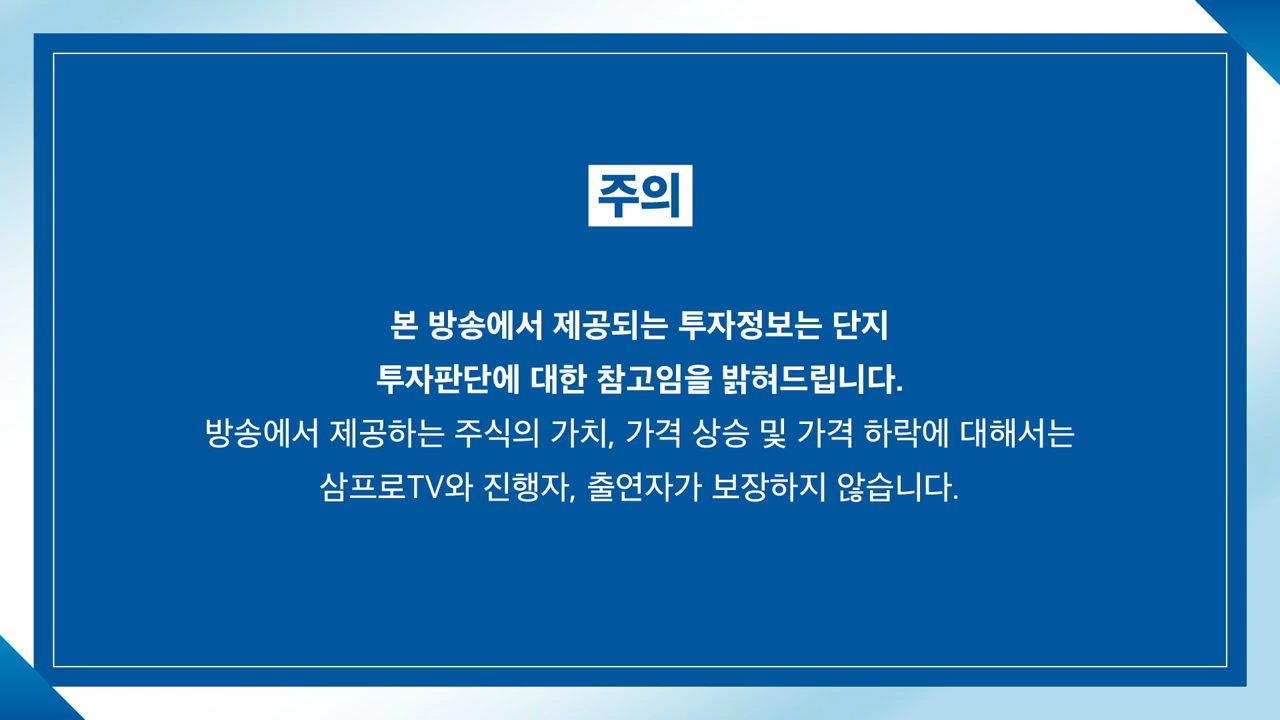 주의
본 방송에서 제공되는 투자정보는 단지
투자판단에 대한 참고임을 밝혀드립니다.
방송에서 제공하는 주식의 가치, 가격 상승 및 가격 하락에 대해서는
삼프로TV와 진행자, 출연자가 보장하지 않습니다.